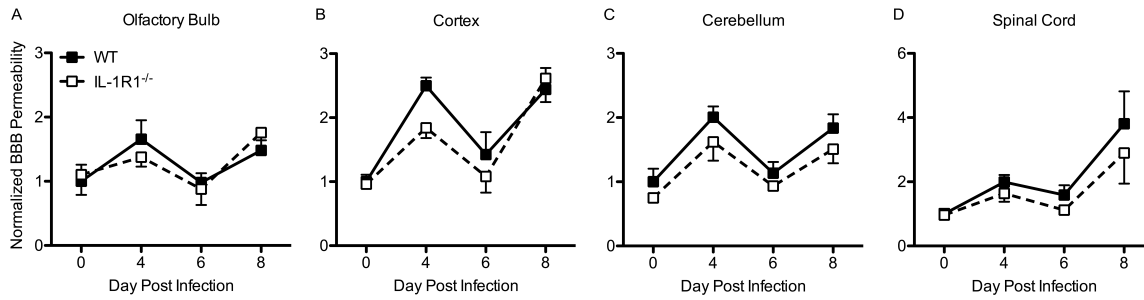 A
Olfactory Bulb
Normalized BBB Permeability
3
2
1
0
WT
IL-1R1-/-
0 4 6 8
Day Post Infection
B
Cortex
3
2
1
0
0 4 6 8
Day Post Infection
C
Cerebellum
3
2
1
0
0 4 6 8
Day Post Infection
D
Spinal Cord
6
4
2
0
0 4 6 8
Day Post Infection